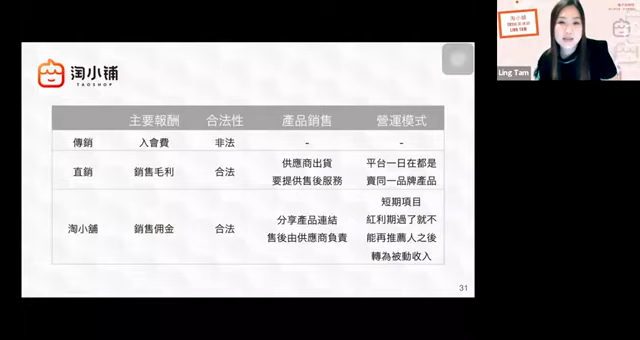 淘小铺
TAOSHOP
主要報酬 合法性 產品銷售 營運模式
傳銷 入會費 非法 - -
直銷 銷售毛利 合法 供應商出貨 要提供售後服務 平台一日在都是 賣同一品牌產品
淘小舖 銷售佣金 合法 分享產品連結 售後由供應商負責 短期項目 紅利期過了就不 能再推薦人之後 轉為被動收入
31
淘小舖
LING TAM
Ling Tam